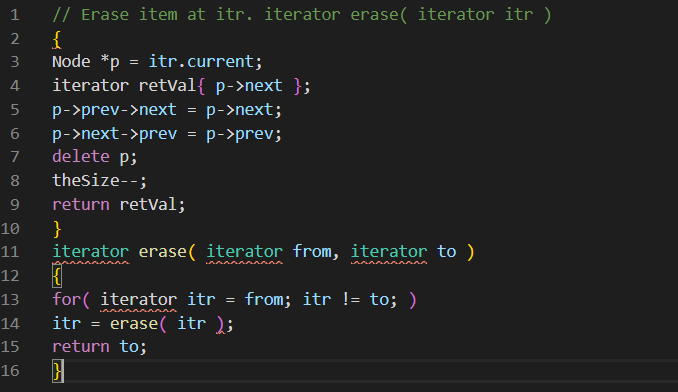 1 // Erase item at itr. iterator erase( iterator itr )
2 {
3 Node *p = itr.current;
4 iterator retVal{ p->next };
5 p->prev->next = p->next;
6 p->next->prev = p->prev;
7 delete p;
8 theSize--;
9 return retVal;
10 }
11 iterator erase( iterator from, iterator to )
12 {
13 for( iterator itr = from; itr != to; )
14 itr = erase( itr );
15 return to;
16 }